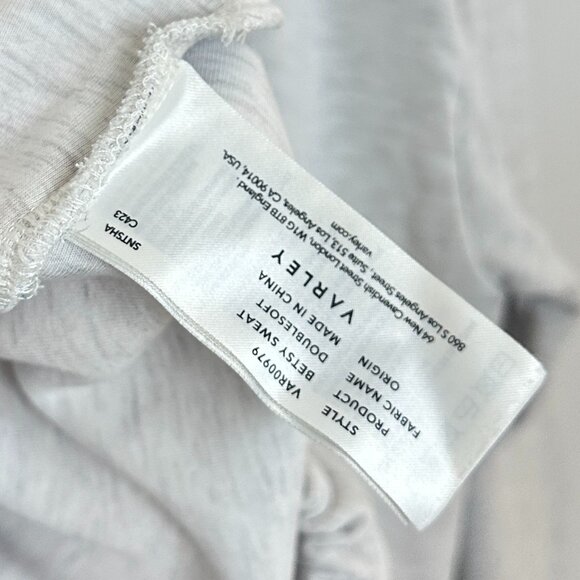 STYLE VAR00979
PRODUCT BETSY SWEAT
FABRIC NAME DOUBLESOFT
ORIGIN MADE IN CHINA
VARLEY
64 New Cavendish Street London, W1G 8TB England.
860 S Los Angeles Street, Suite 513, Los Angeles, CA 90014, USA.
varley.com
SNTSHA
C423